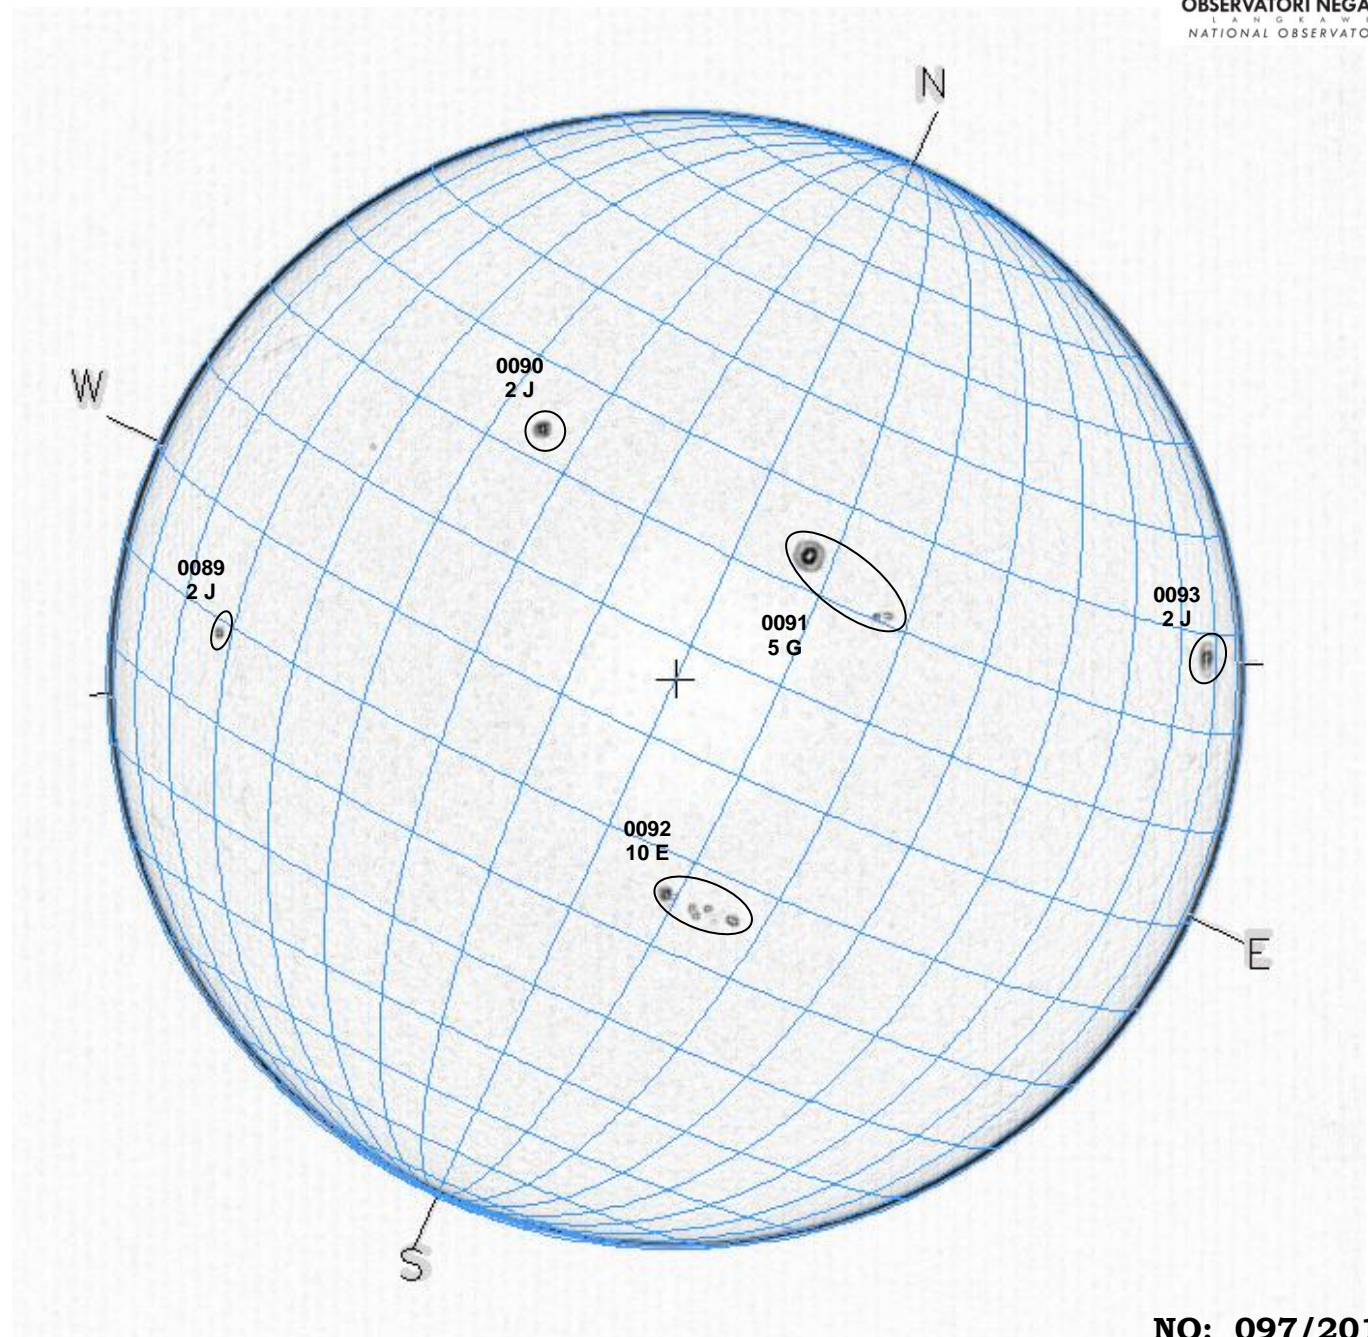 OBSERVATORI NEGA
L A N G K A W
NATIONAL OBSERVATO
N
W
0090
2 J
0089
2 J
0091
5 G
0093
2 J
0092
10 E
E
S
NO: 097/201